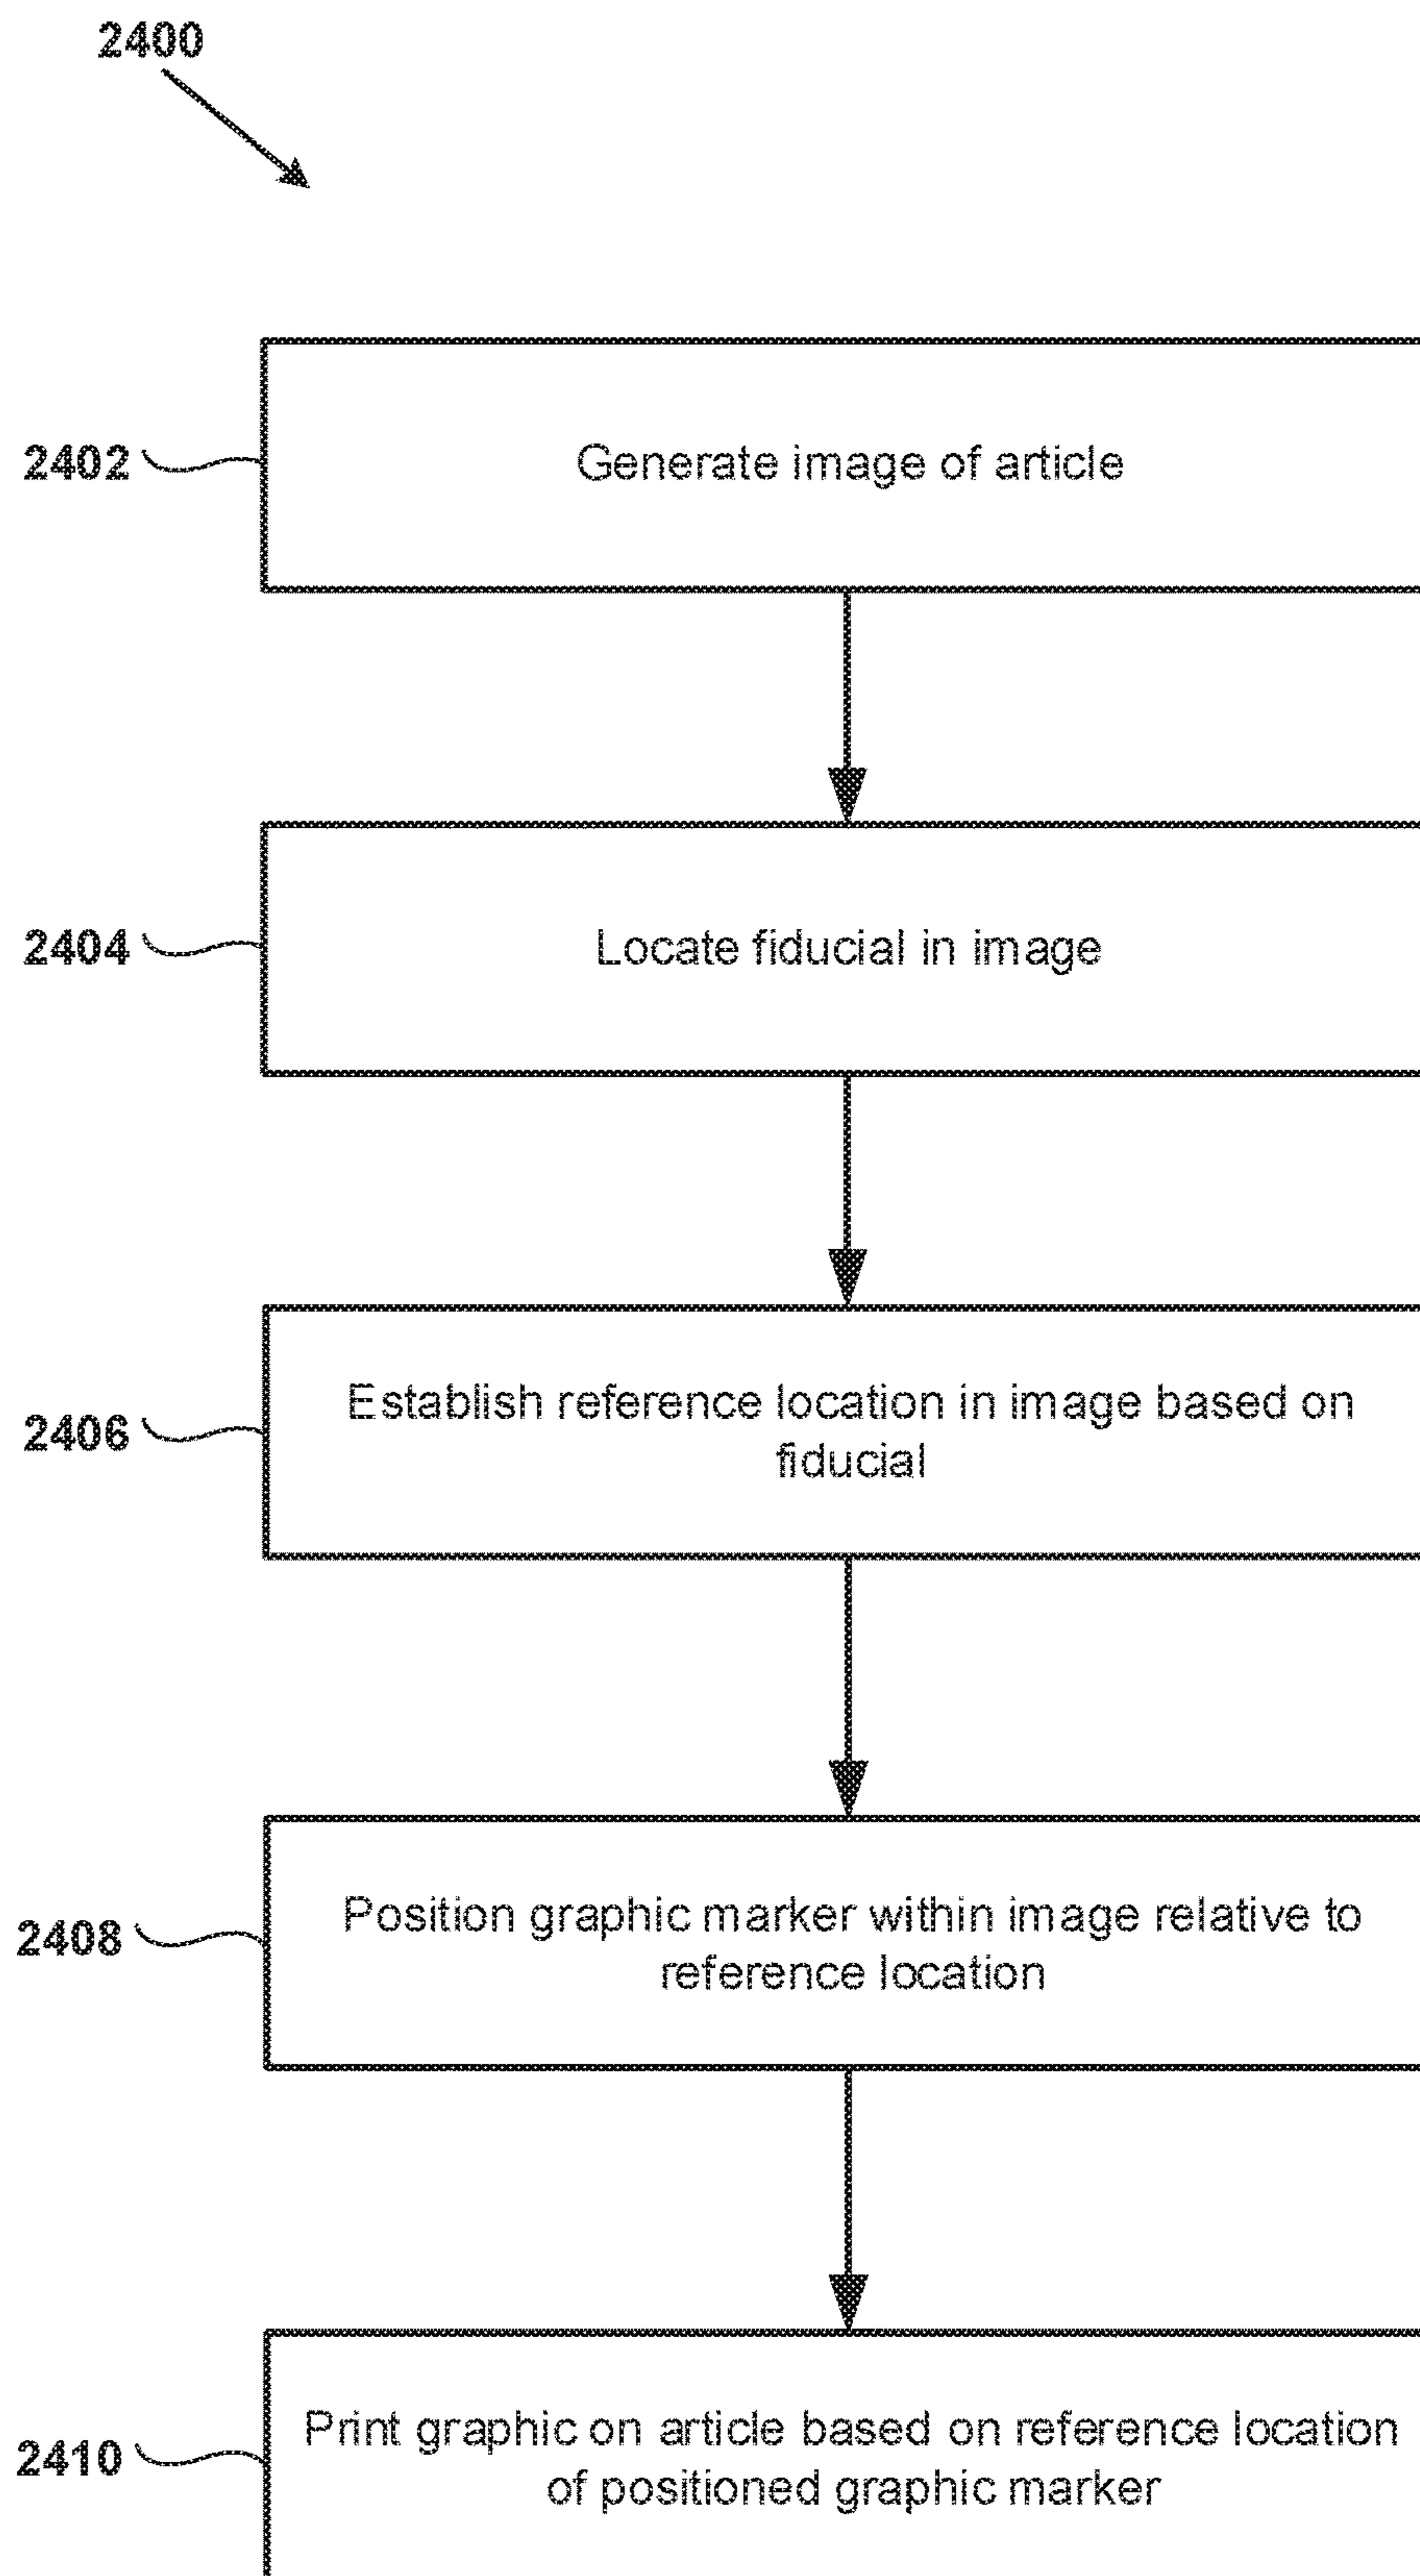 2400
2402
Generate image of article
2404
Locate fiducial in image
2406
Establish reference location in image based on
fiducial
2408
Position graphic marker within image relative to
reference location
2410
Print graphic on article based on reference location
of positioned graphic marker